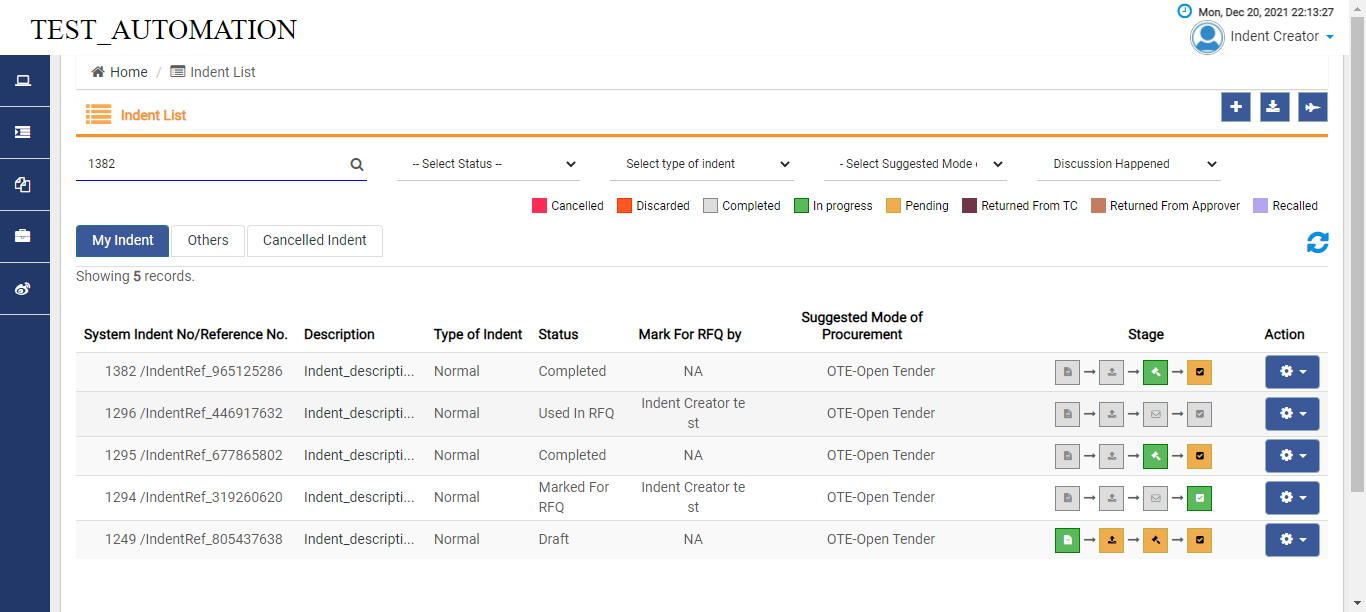 TEST_AUTOMATION
Mon, Dec 20, 2021 22:13:27
Indent Creator
Home / Indent List
Indent List
1382
-- Select Status --
Select type of indent
- Select Suggested Mode
Discussion Happened
Cancelled Discarded Completed In progress Pending Returned From TC Returned From Approver Recalled
My Indent Others Cancelled Indent
Showing 5 records.
System Indent No/Reference No. Description Type of Indent Status Mark For RFQ by Suggested Mode of Procurement Stage Action
1382 /IndentRef_965125286 Indent_descripti... Normal Completed NA OTE-Open Tender
1296 /IndentRef_446917632 Indent_descripti... Normal Used In RFQ Indent Creator te
st OTE-Open Tender
1295 /IndentRef_677865802 Indent_descripti... Normal Completed NA OTE-Open Tender
1294 /IndentRef_319260620 Indent_descripti... Normal Marked For RFQ Indent Creator te
st OTE-Open Tender
1249 /IndentRef_805437638 Indent_descripti... Normal Draft NA OTE-Open Tender